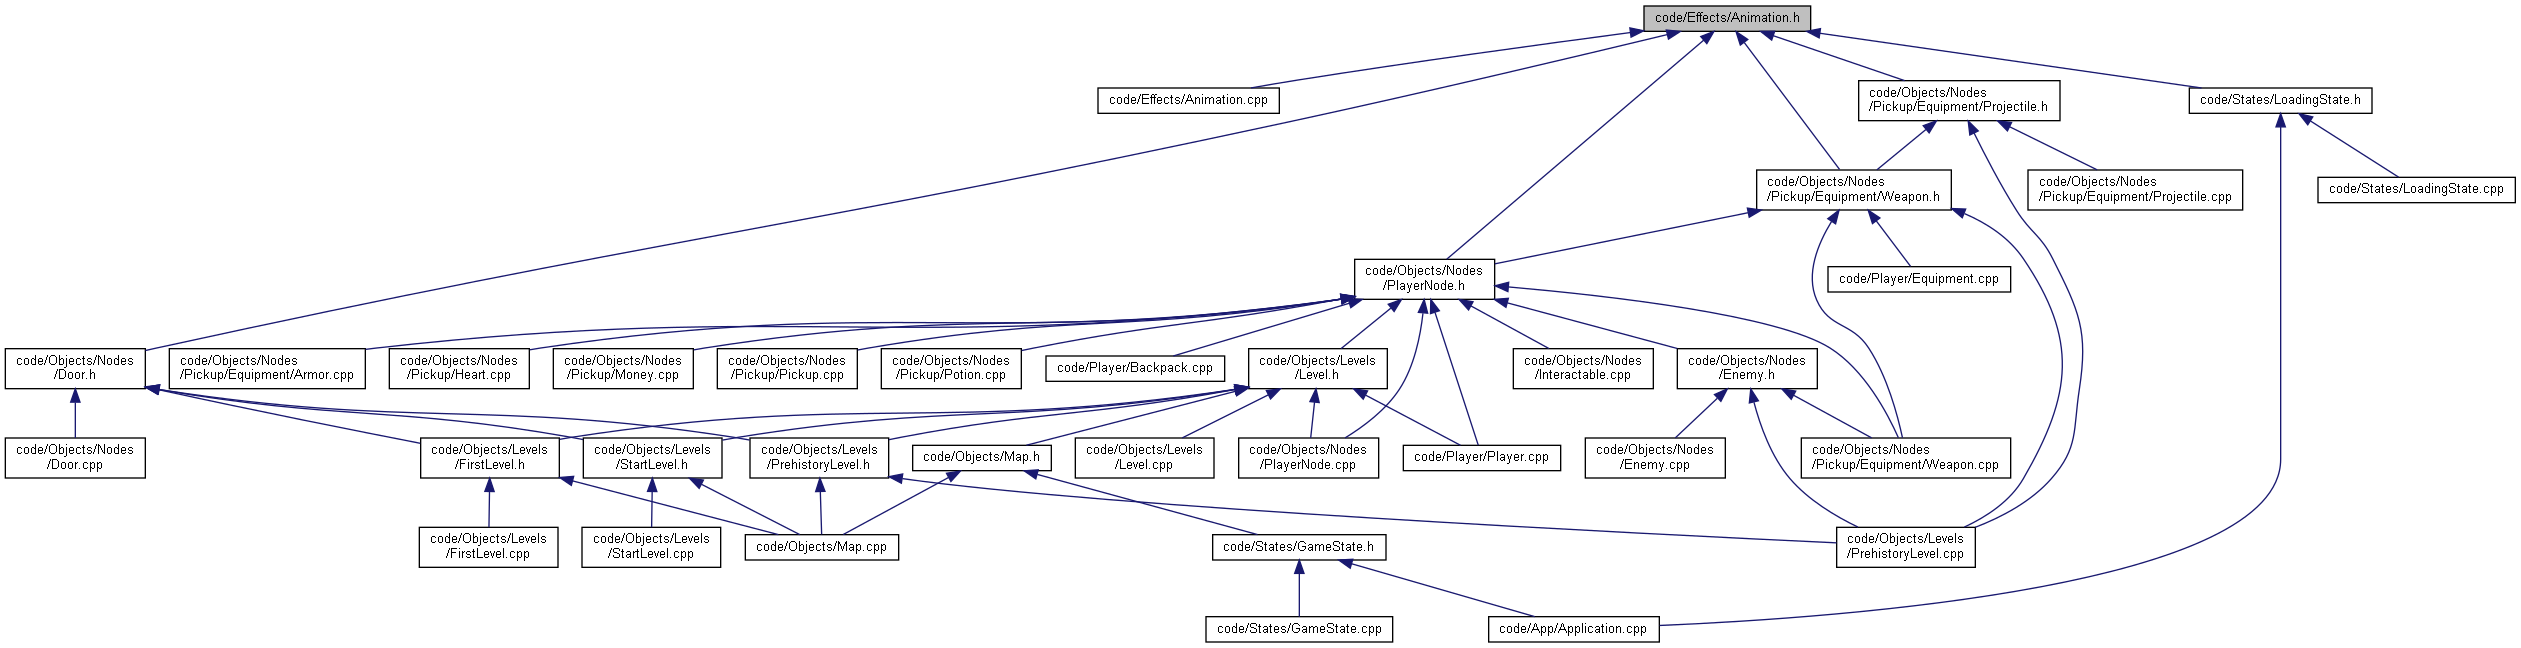 code/Effects/Animation.h
code/Effects/Animation.cpp
code/Objects/Nodes
/Pickup/Equipment/Projectile.h
code/States/LoadingState.h
code/Objects/Nodes
/Pickup/Equipment/Weapon.h
code/Objects/Nodes
/Pickup/Equipment/Projectile.cpp
code/States/LoadingState.cpp
code/Objects/Nodes
/PlayerNode.h
code/Player/Equipment.cpp
code/Objects/Nodes
/Door.h
code/Objects/Nodes
/Pickup/Equipment/Armor.cpp
code/Objects/Nodes
/Pickup/Heart.cpp
code/Objects/Nodes
/Pickup/Money.cpp
code/Objects/Nodes
/Pickup/Pickup.cpp
code/Objects/Nodes
/Pickup/Potion.cpp
code/Player/Backpack.cpp
code/Objects/Levels
/Level.h
code/Objects/Nodes
/Interactable.cpp
code/Objects/Nodes
/Enemy.h
code/Objects/Nodes
/Door.cpp
code/Objects/Levels
/FirstLevel.h
code/Objects/Levels
/StartLevel.h
code/Objects/Levels
/PrehistoryLevel.h
code/Objects/Map.h
code/Objects/Levels
/Level.cpp
code/Objects/Nodes
/PlayerNode.cpp
code/Player/Player.cpp
code/Objects/Nodes
/Enemy.cpp
code/Objects/Nodes
/Pickup/Equipment/Weapon.cpp
code/Objects/Levels
/FirstLevel.cpp
code/Objects/Levels
/StartLevel.cpp
code/Objects/Map.cpp
code/States/GameState.h
code/Objects/Levels
/PrehistoryLevel.cpp
code/States/GameState.cpp
code/App/Application.cpp